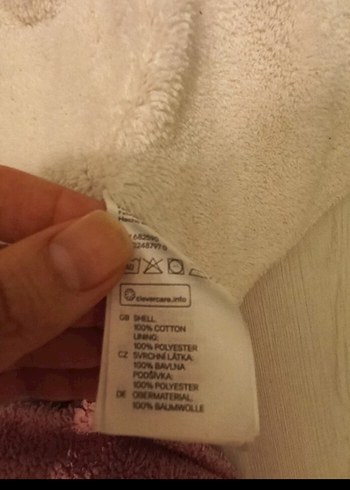 682590
clevercare.info
GB SHELL:
100% COTTON
LINING:
100% POLYESTER
CZ SVRCHNÍ LÁTKA:
100% BAVLNA
PODŠÍVKA:
100% POLYESTER
DE OBERMATERIAL:
100% BAUMWOLLE